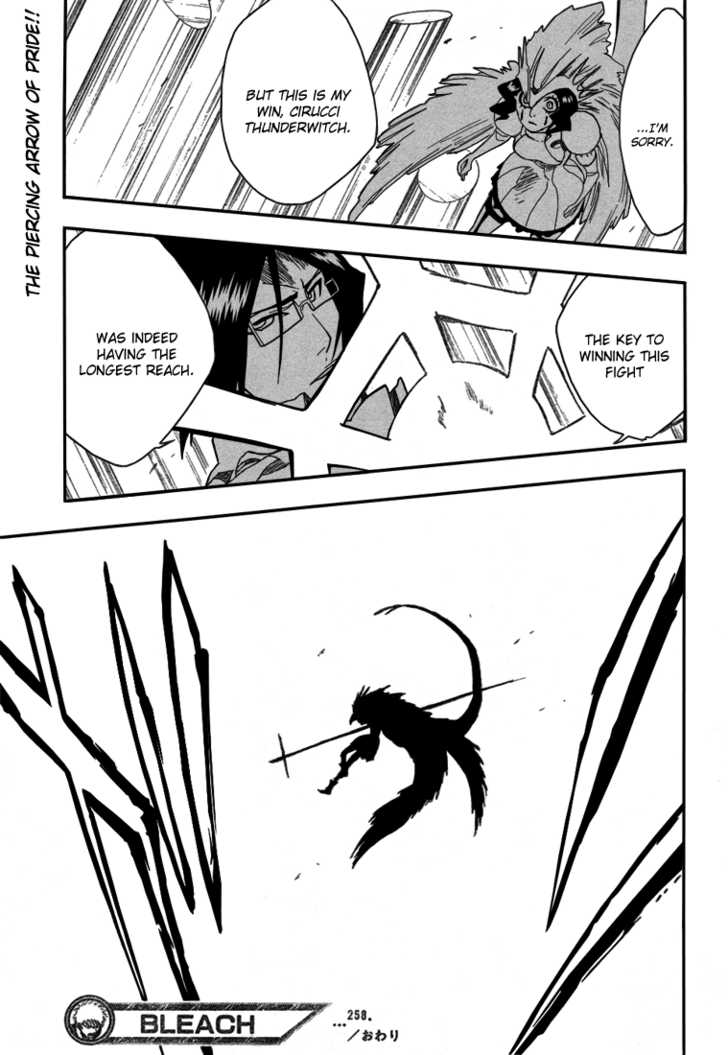 THE PIERCING ARROW OF PRIDE!!
...I'M
SORRY.
BUT THIS IS MY
WIN, CIRUCCI
THUNDERWITCH.
THE KEY TO
WINNING THIS
FIGHT
WAS INDEED
HAVING THE
LONGEST REACH.
BLEACH
258.
...／おわり